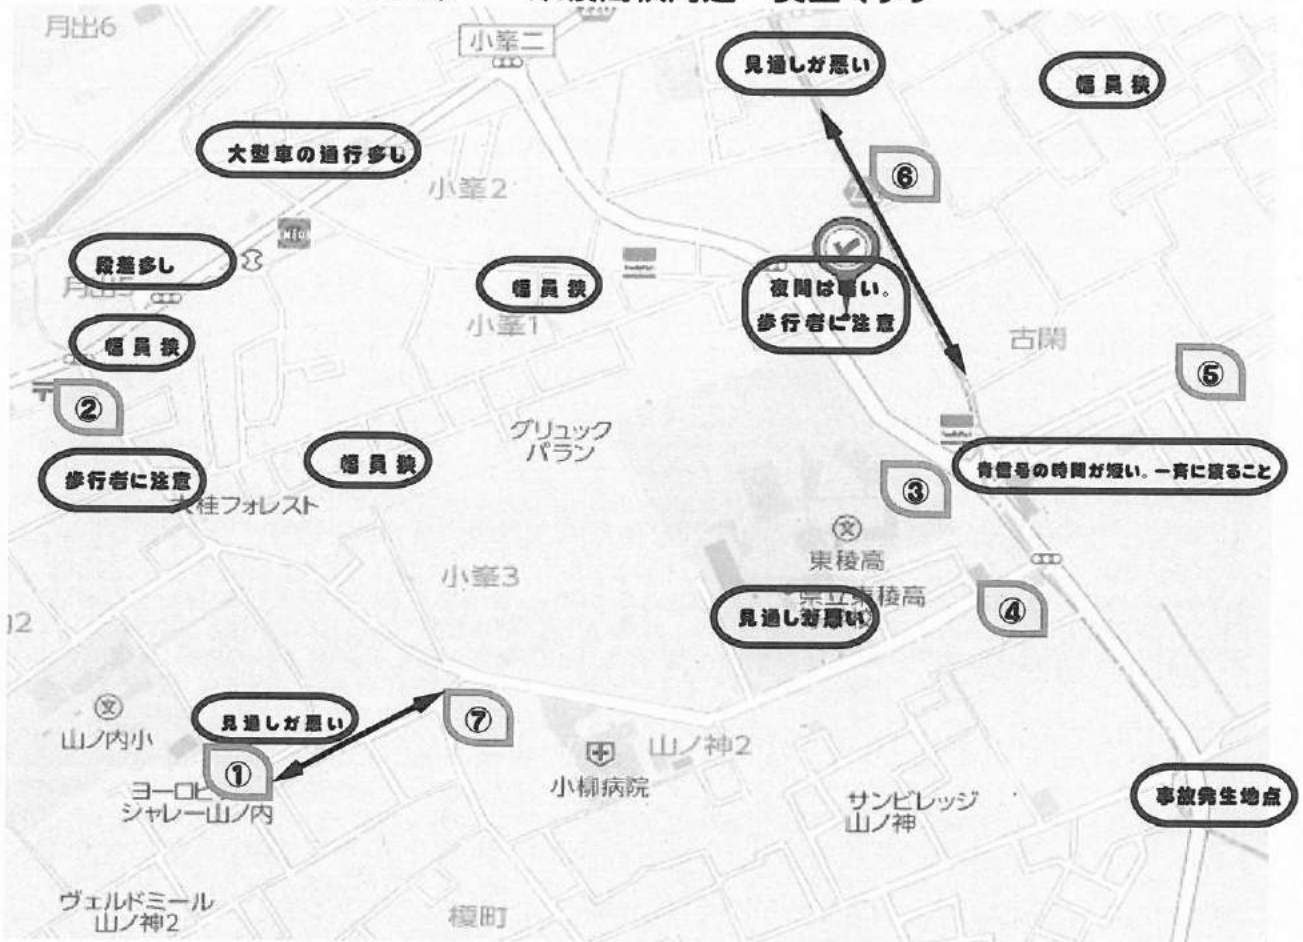 月出6
小峯二
見通しが悪い
幅員狭
大型車の通行多し
小峯2
⑥
段差多し
月出5
幅員狭
小峯1
夜間は暗い。
歩行者に注意
古閑
幅員狭
⑤
②
グリュック
パラン
幅員狭
青信号の時間が短い。一斉に渡ること
歩行者に注意
大桂フォレスト
③
東稜高
小峯3
県立東稜高
見通しが悪い
④
見通しが悪い
⑦
山ノ内小
山ノ神2
①
小柳病院
ヨーロピ
シャレー山ノ内
サンビレッジ
山ノ神
事故発生地点
ヴェルドミール
山ノ神2
榎町